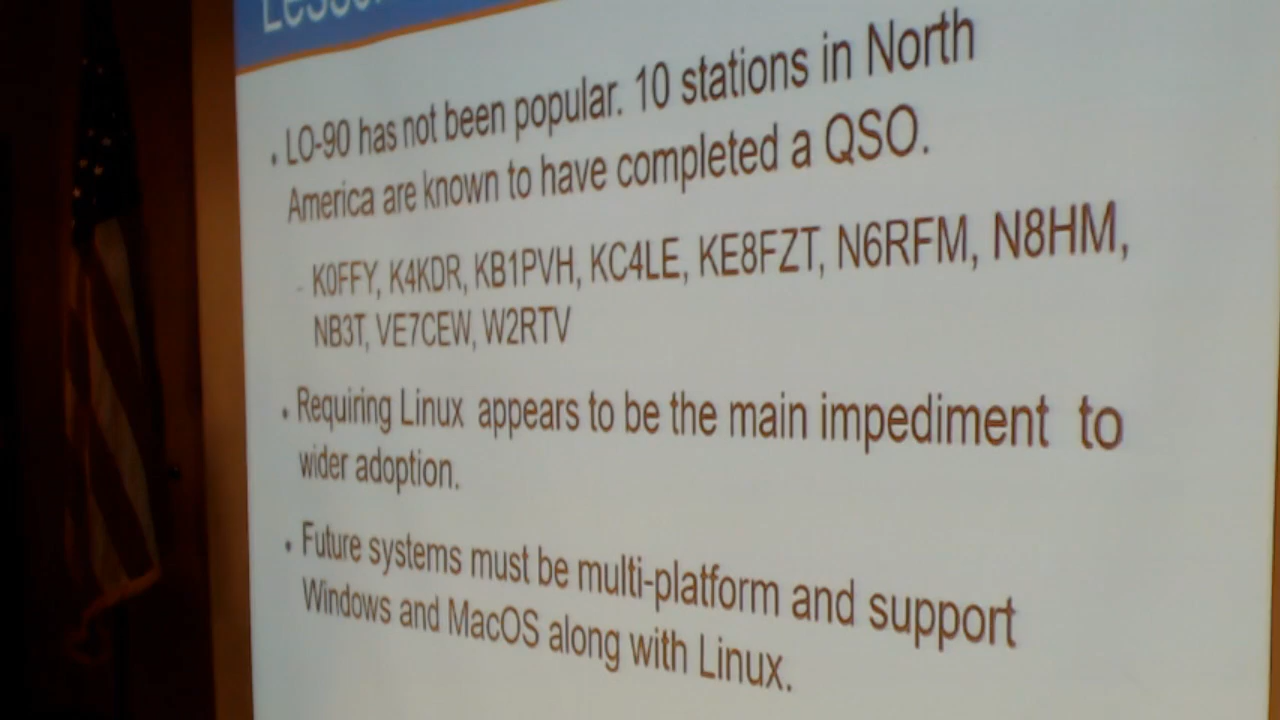 • LO-90 has not been popular. 10 stations in North
America are known to have completed a QSO.
- K0FFY, K4KDR, KB1PVH, KC4LE, KE8FZT, N6RFM, N8HM,
NB3T, VE7CEW, W2RTV
• Requiring Linux appears to be the main impediment to
wider adoption.
• Future systems must be multi-platform and support
Windows and MacOS along with Linux.